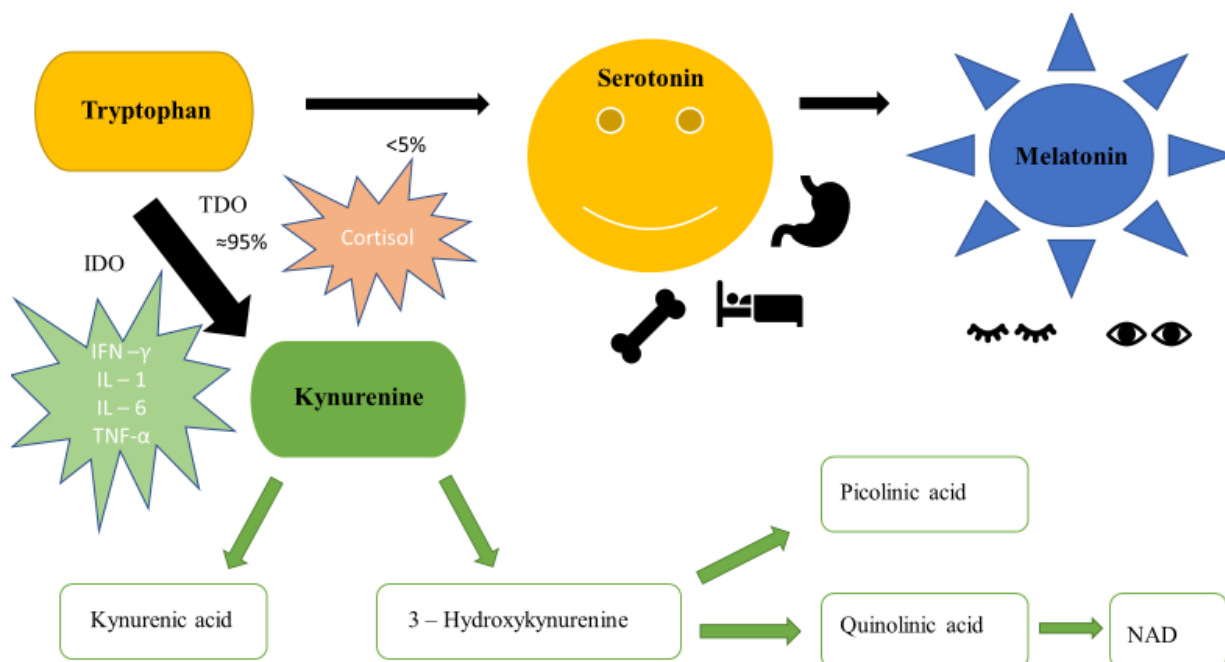 Tryptophan
Serotonin
Melatonin
<5%
TDO
≈95%
Cortisol
IDO
IFN –γ
IL – 1
IL – 6
TNF-α
Kynurenine
Picolinic acid
Kynurenic acid
3 – Hydroxykynurenine
Quinolinic acid
NAD